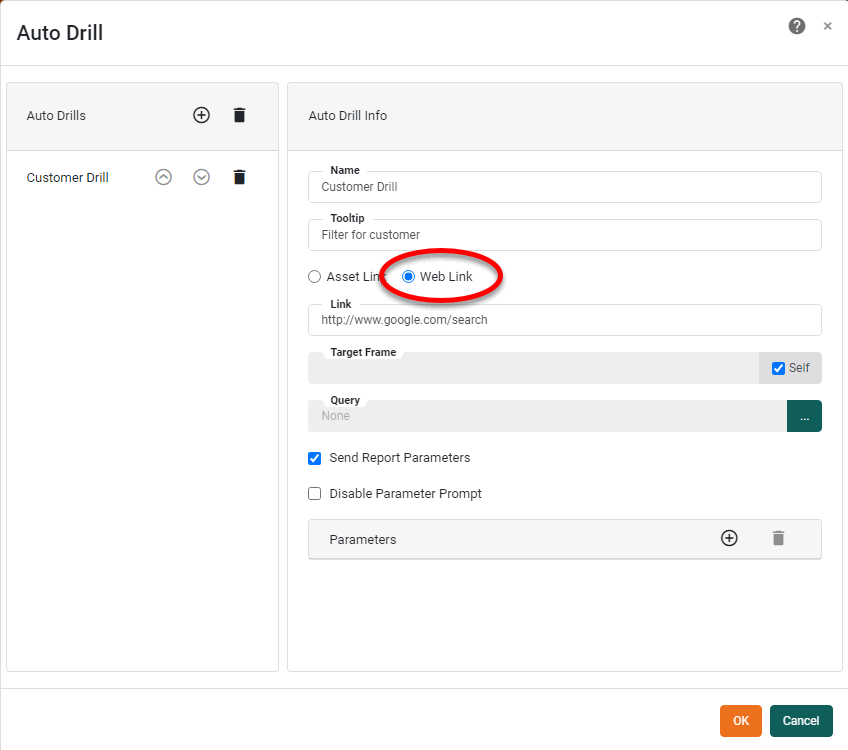 Auto Drill
Auto Drills
Auto Drill Info
Customer Drill
Name
Customer Drill
Tooltip
Filter for customer
Asset Link Web Link
Link
http://www.google.com/search
Target Frame
Self
Query
None
...
Send Report Parameters
Disable Parameter Prompt
Parameters
OK Cancel